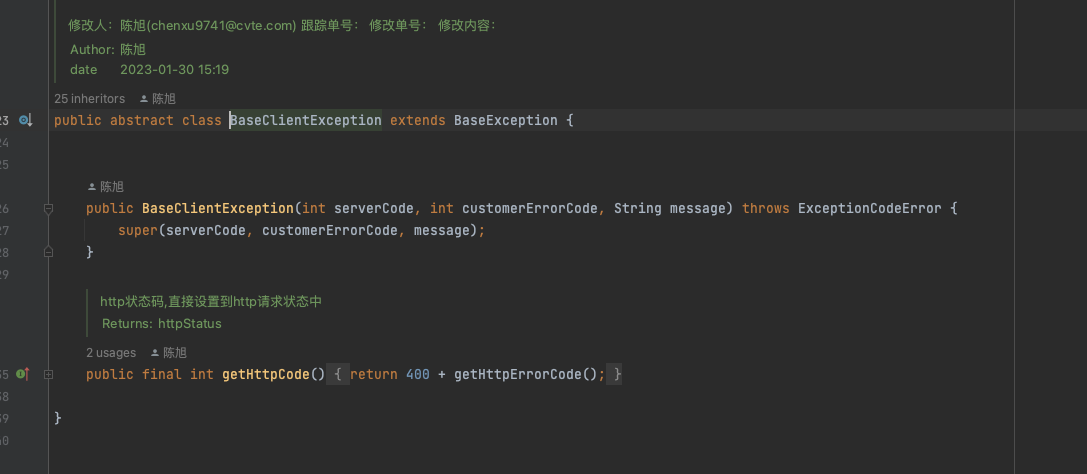 修改人：陈旭(chenxu9741@cvte.com) 跟踪单号： 修改单号： 修改内容：
Author: 陈旭
date 2023-01-30 15:19
25 inheritors 陈旭
23 public abstract class BaseClientException extends BaseException {
24
25
陈旭
26 public BaseClientException(int serverCode, int customerErrorCode, String message) throws ExceptionCodeError {
27 super(serverCode, customerErrorCode, message);
28 }
29
http状态码,直接设置到http请求状态中
Returns: httpStatus
2 usages 陈旭
35 public final int getHttpCode() { return 400 + getHttpErrorCode(); }
38
39 }
40